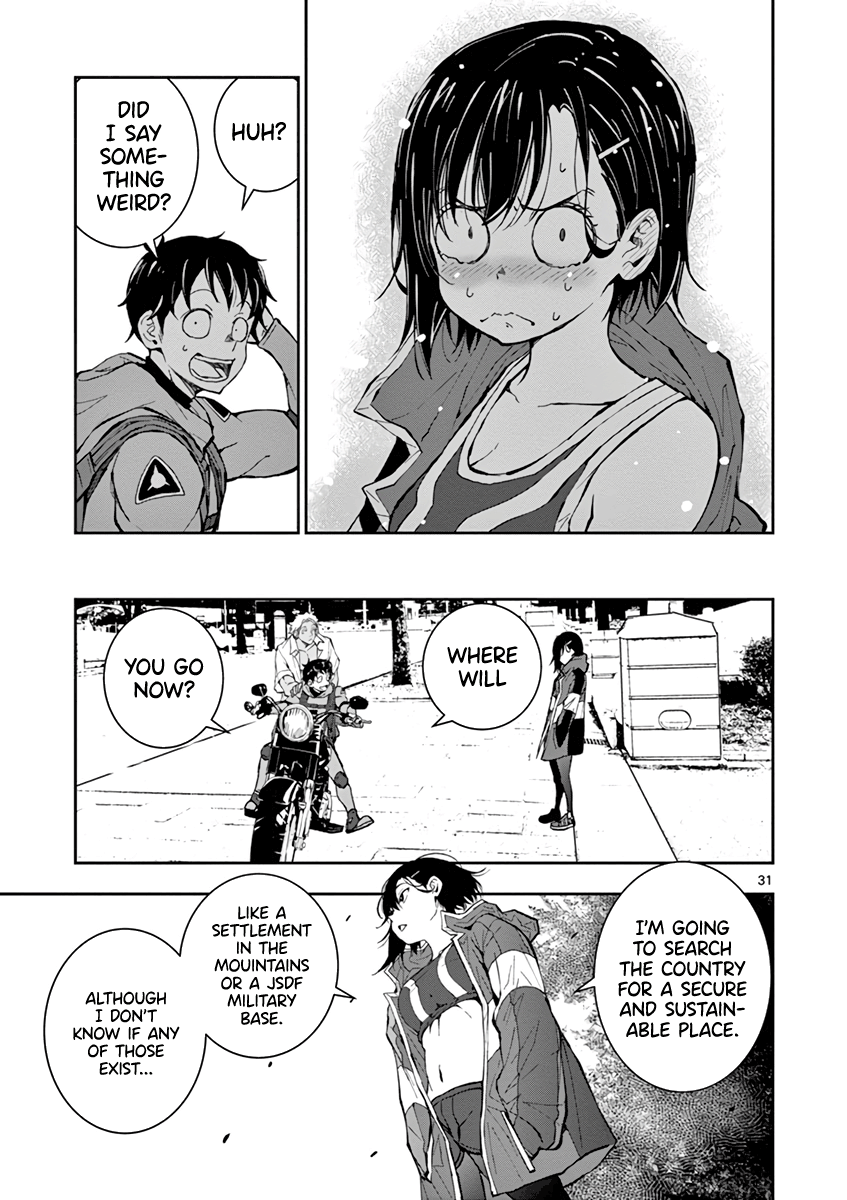 HUH?
DID
I SAY
SOME-
THING
WEIRD?
WHERE
WILL
YOU GO
NOW?
31
I'M GOING
TO SEARCH
THE COUNTRY
FOR A SECURE
AND SUSTAIN-
ABLE PLACE.
LIKE A
SETTLEMENT
IN THE
MOUNTAINS
OR A JSDF
MILITARY
BASE.
ALTHOUGH
I DON'T
KNOW IF ANY
OF THOSE
EXIST...